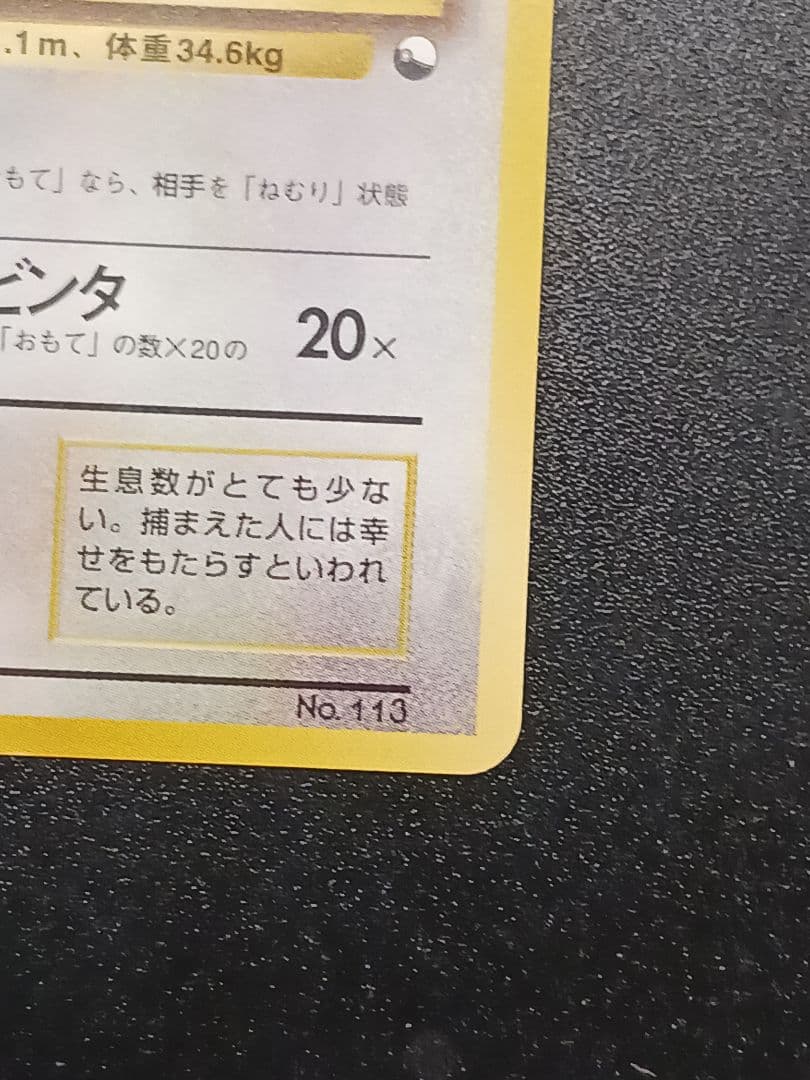 .1m、体重34.6kg
もて」なら、相手を「ねむり」状態
ビンタ
20×
「おもて」の数×20の
生息数がとても少な
い。捕まえた人には幸
せをもたらすといわれ
ている。
No.113